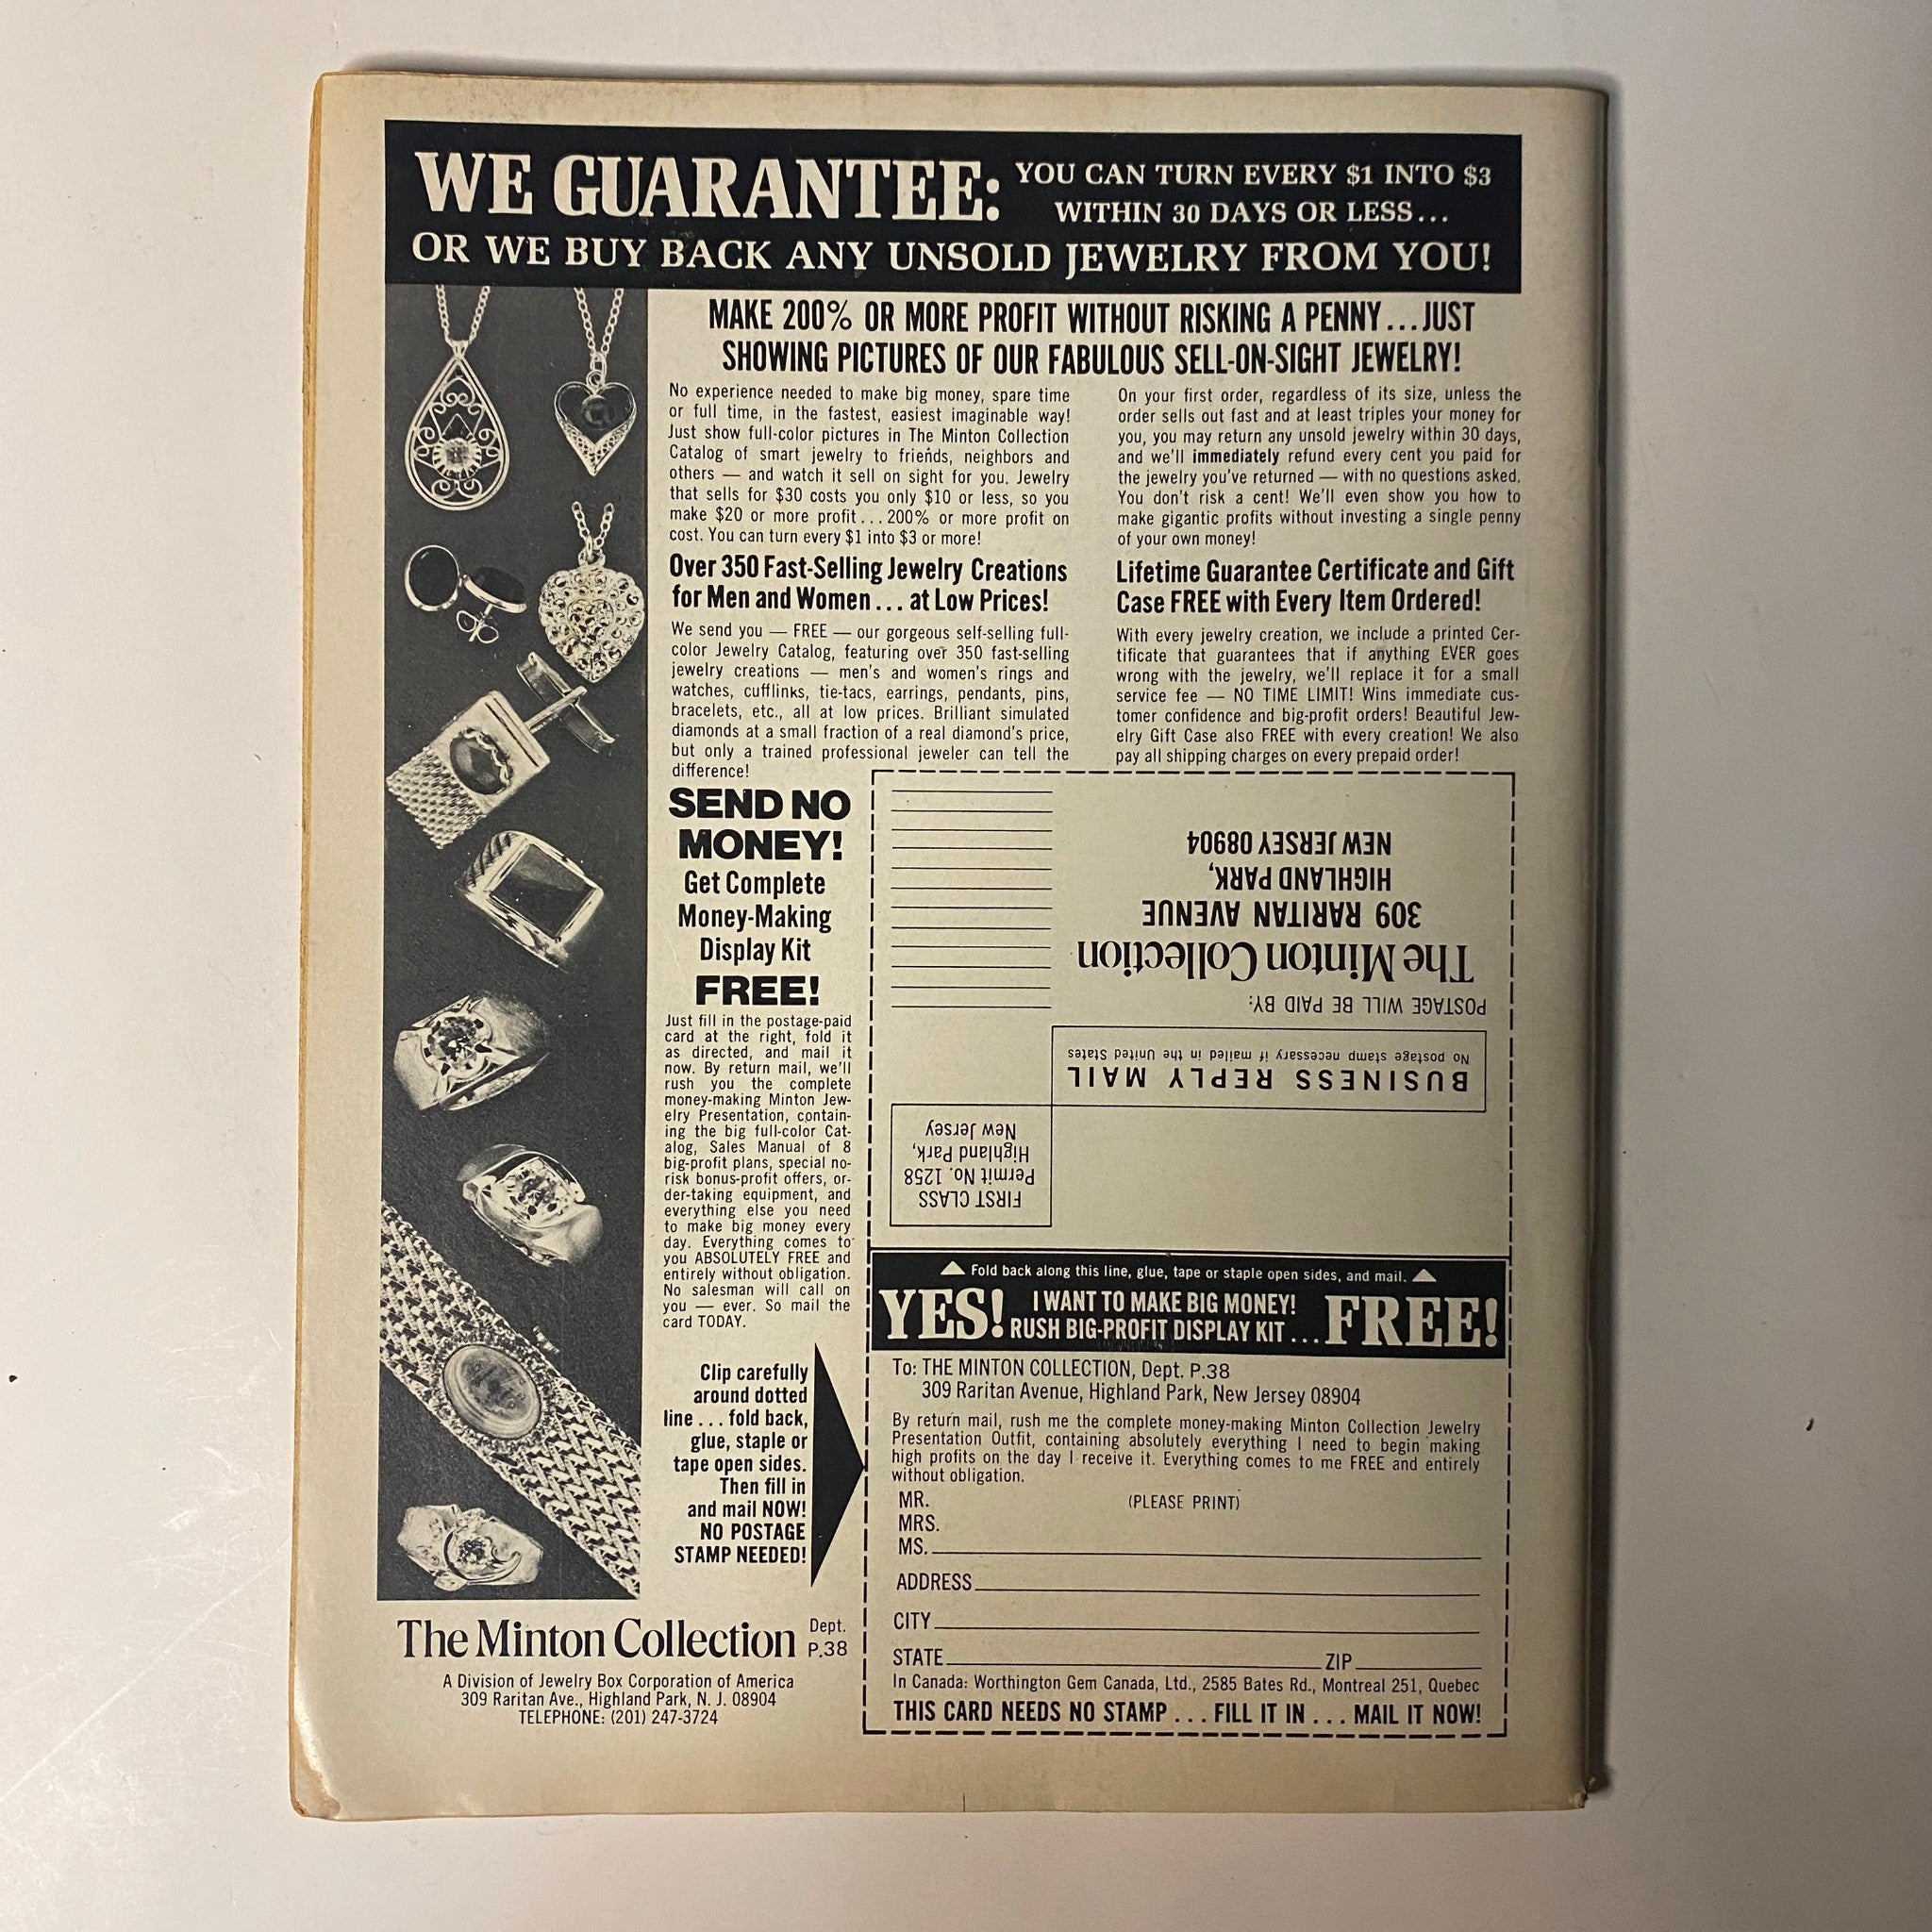 WE GUARANTEE: YOU CAN TURN EVERY $1 INTO $3
WITHIN 30 DAYS OR LESS...
OR WE BUY BACK ANY UNSOLD JEWELRY FROM YOU!
MAKE 200% OR MORE PROFIT WITHOUT RISKING A PENNY...JUST
SHOWING PICTURES OF OUR FABULOUS SELL-ON-SIGHT JEWELRY!
No experience needed to make big money, spare time
or full time, in the fastest, easiest imaginable way!
Just show full-color pictures in The Minton Collection
Catalog of smart jewelry to friends, neighbors and
others — and watch it sell on sight for you. Jewelry
that sells for $30 costs you only $10 or less, so you
make $20 or more profit...200% or more profit on
cost. You can turn every $1 into $3 or more!
Over 350 Fast-Selling Jewelry Creations
for Men and Women...at Low Prices!
We send you — FREE — our gorgeous self-selling full-
color Jewelry Catalog, featuring over 350 fast-selling
jewelry creations — men's and women's rings and
watches, cufflinks, tie-tacs, earrings, pendants, pins,
bracelets, etc., all at low prices. Brilliant simulated
diamonds at a small fraction of a real diamond's price,
but only a trained professional jeweler can tell the
difference!
On your first order, regardless of its size, unless the
order sells out fast and at least triples your money for
you, you may return any unsold jewelry within 30 days,
and we'll immediately refund every cent you paid for
the jewelry you've returned — with no questions asked.
You don't risk a cent! We'll even show you how to
make gigantic profits without investing a single penny
of your own money!
Lifetime Guarantee Certificate and Gift
Case FREE with Every Item Ordered!
With every jewelry creation, we include a printed Cer-
tificate that guarantees that if anything EVER goes
wrong with the jewelry, we'll replace it for a small
service fee — NO TIME LIMIT! Wins immediate cus-
tomer confidence and big-profit orders! Beautiful Jew-
elry Gift Case also FREE with every creation! We also
pay all shipping charges on every prepaid order!
SEND NO
MONEY!
Get Complete
Money-Making
Display Kit
FREE!
Just fill in the postage-paid
card at the right, fold it
as directed, and mail it
now. By return mail, we'll
rush you the complete
money-making Minton Jew-
elry Presentation, contain-
ing the big full-color Cat-
alog, Sales Manual of 8
big-profit plans, special no-
risk bonus-profit offers, or-
der-taking equipment, and
everything else you need
to make big money every
day. Everything comes to
you ABSOLUTELY FREE and
entirely without obligation.
No salesman will call on
you — ever. So mail the
card TODAY.
Clip carefully
around dotted
line...fold back,
glue, staple or
tape open sides.
Then fill in
and mail NOW!
NO POSTAGE
STAMP NEEDED!
The Minton Collection Dept. P.38
A Division of Jewelry Box Corporation of America
309 Raritan Ave., Highland Park, N. J. 08904
TELEPHONE: (201) 247-3724
FIRST CLASS
Permit No. 1258
Highland Park,
New Jersey
BUSINESS REPLY MAIL
No postage stamp necessary if mailed in the United States
POSTAGE WILL BE PAID BY:
The Minton Collection
309 RARITAN AVENUE
HIGHLAND PARK,
NEW JERSEY 08904
Fold back along this line, glue, tape or staple open sides, and mail.
YES! I WANT TO MAKE BIG MONEY!
RUSH BIG-PROFIT DISPLAY KIT...FREE!
To: THE MINTON COLLECTION, Dept. P.38
309 Raritan Avenue, Highland Park, New Jersey 08904
By return mail, rush me the complete money-making Minton Collection Jewelry
Presentation Outfit, containing absolutely everything I need to begin making
high profits on the day I receive it. Everything comes to me FREE and entirely
without obligation.
MR. (PLEASE PRINT)
MRS.
MS.
ADDRESS
CITY
STATE ZIP
In Canada: Worthington Gem Canada, Ltd., 2585 Bates Rd., Montreal 251, Quebec
THIS CARD NEEDS NO STAMP...FILL IT IN...MAIL IT NOW!